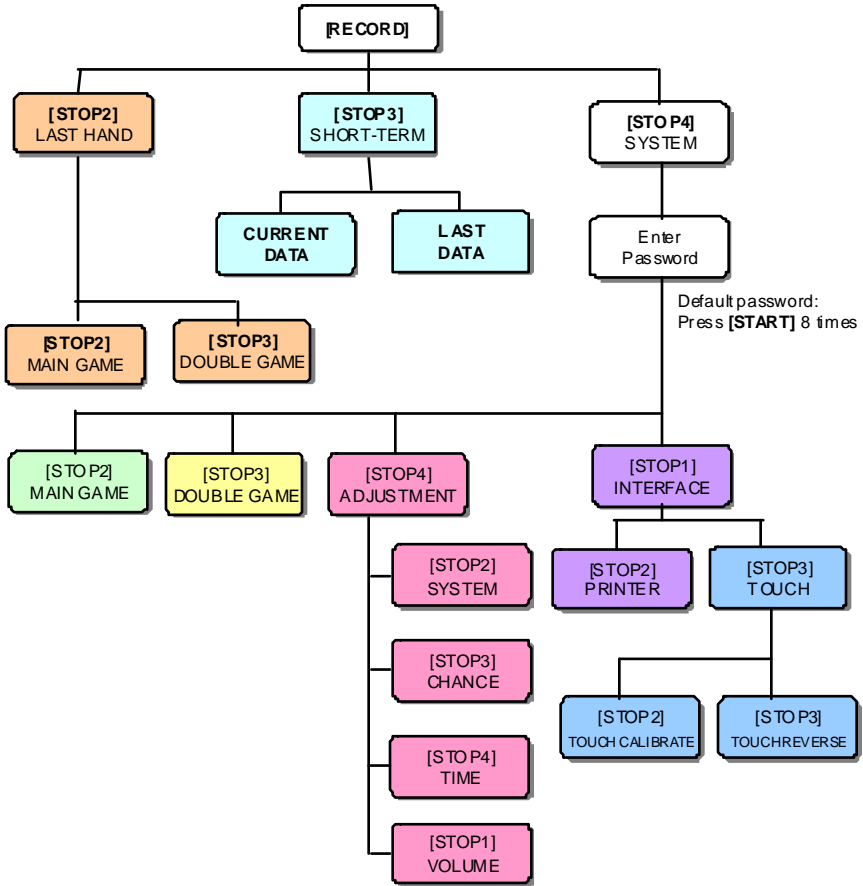 [RECORD]
[STOP2]
LAST HAND
[STOP3]
SHORT-TERM
[STOP4]
SYSTEM
CURRENT
DATA
LAST
DATA
Enter
Password
Default password:
Press [START] 8 times
[STOP2]
MAIN GAME
[STOP3]
DOUBLE GAME
[STOP2]
MAIN GAME
[STOP3]
DOUBLE GAME
[STOP4]
ADJUSTMENT
[STOP1]
INTERFACE
[STOP2]
SYSTEM
[STOP2]
PRINTER
[STOP3]
TOUCH
[STOP3]
CHANCE
[STOP2]
TOUCH CALIBRATE
[STOP3]
TOUCH REVERSE
[STOP4]
TIME
[STOP1]
VOLUME